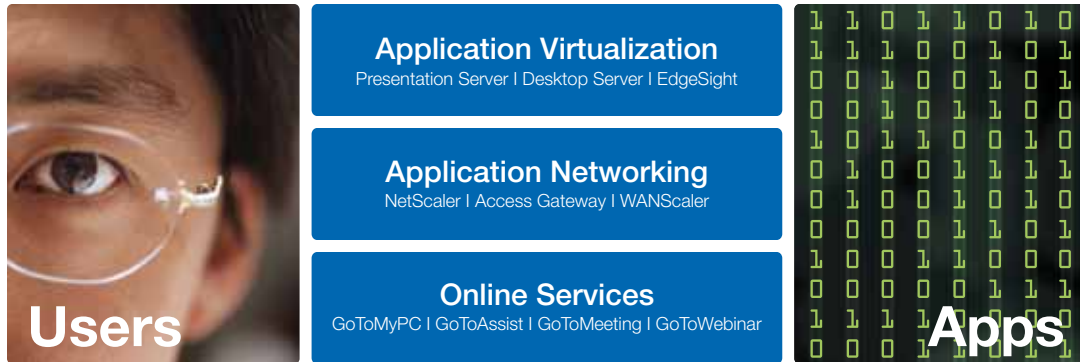 Application Virtualization
Presentation Server I Desktop Server I EdgeSight
Application Networking
NetScaler I Access Gateway I WANScaler
Online Services
GoToMyPC I GoToAssist I GoToMeeting I GoToWebinar
Users
Apps